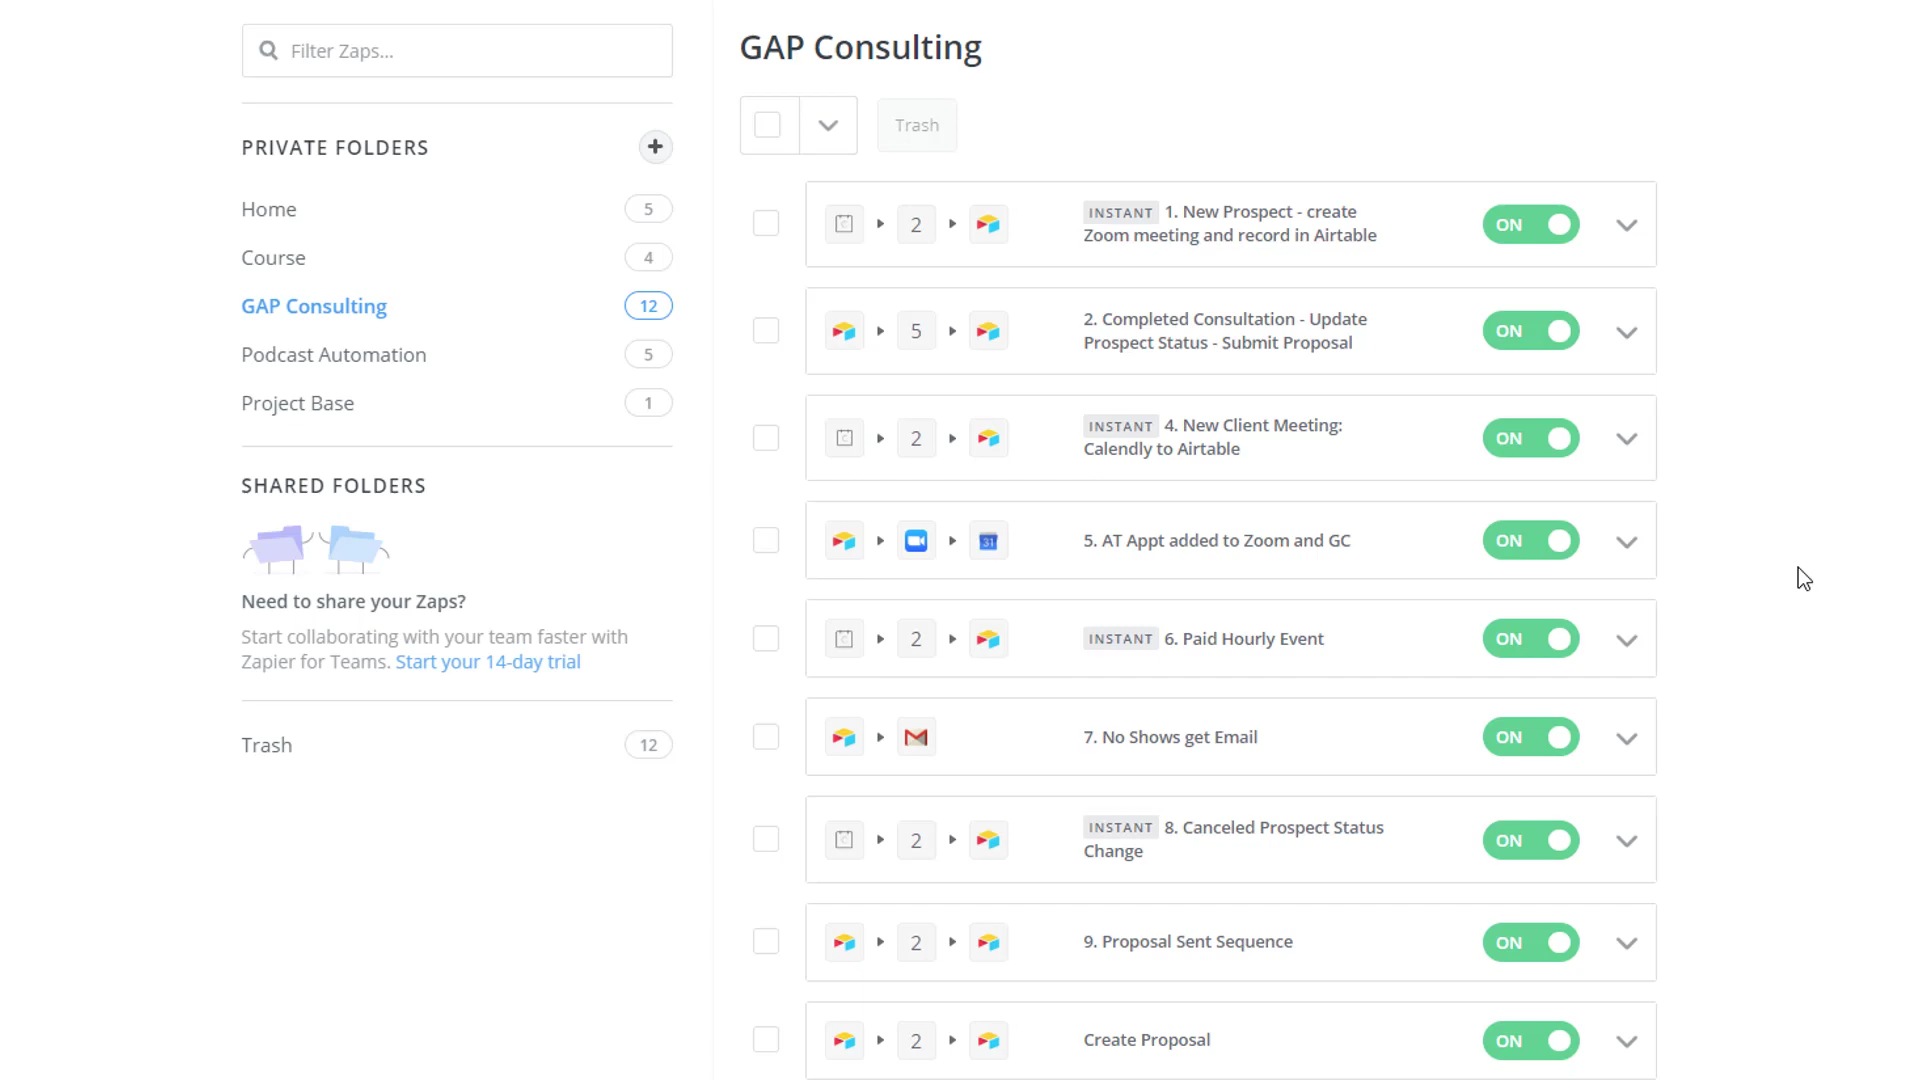 Filter Zaps...
PRIVATE FOLDERS
Home 5
Course 4
GAP Consulting 12
Podcast Automation 5
Project Base 1
SHARED FOLDERS
Need to share your Zaps?
Start collaborating with your team faster with
Zapier for Teams. Start your 14-day trial
Trash 12
GAP Consulting
Trash
2 INSTANT 1. New Prospect - create
Zoom meeting and record in Airtable
ON
5 2. Completed Consultation - Update
Prospect Status - Submit Proposal
ON
2 INSTANT 4. New Client Meeting:
Calendly to Airtable
ON
31 5. AT Appt added to Zoom and GC ON
2 INSTANT 6. Paid Hourly Event ON
7. No Shows get Email ON
2 INSTANT 8. Canceled Prospect Status
Change
ON
2 9. Proposal Sent Sequence ON
2 Create Proposal ON